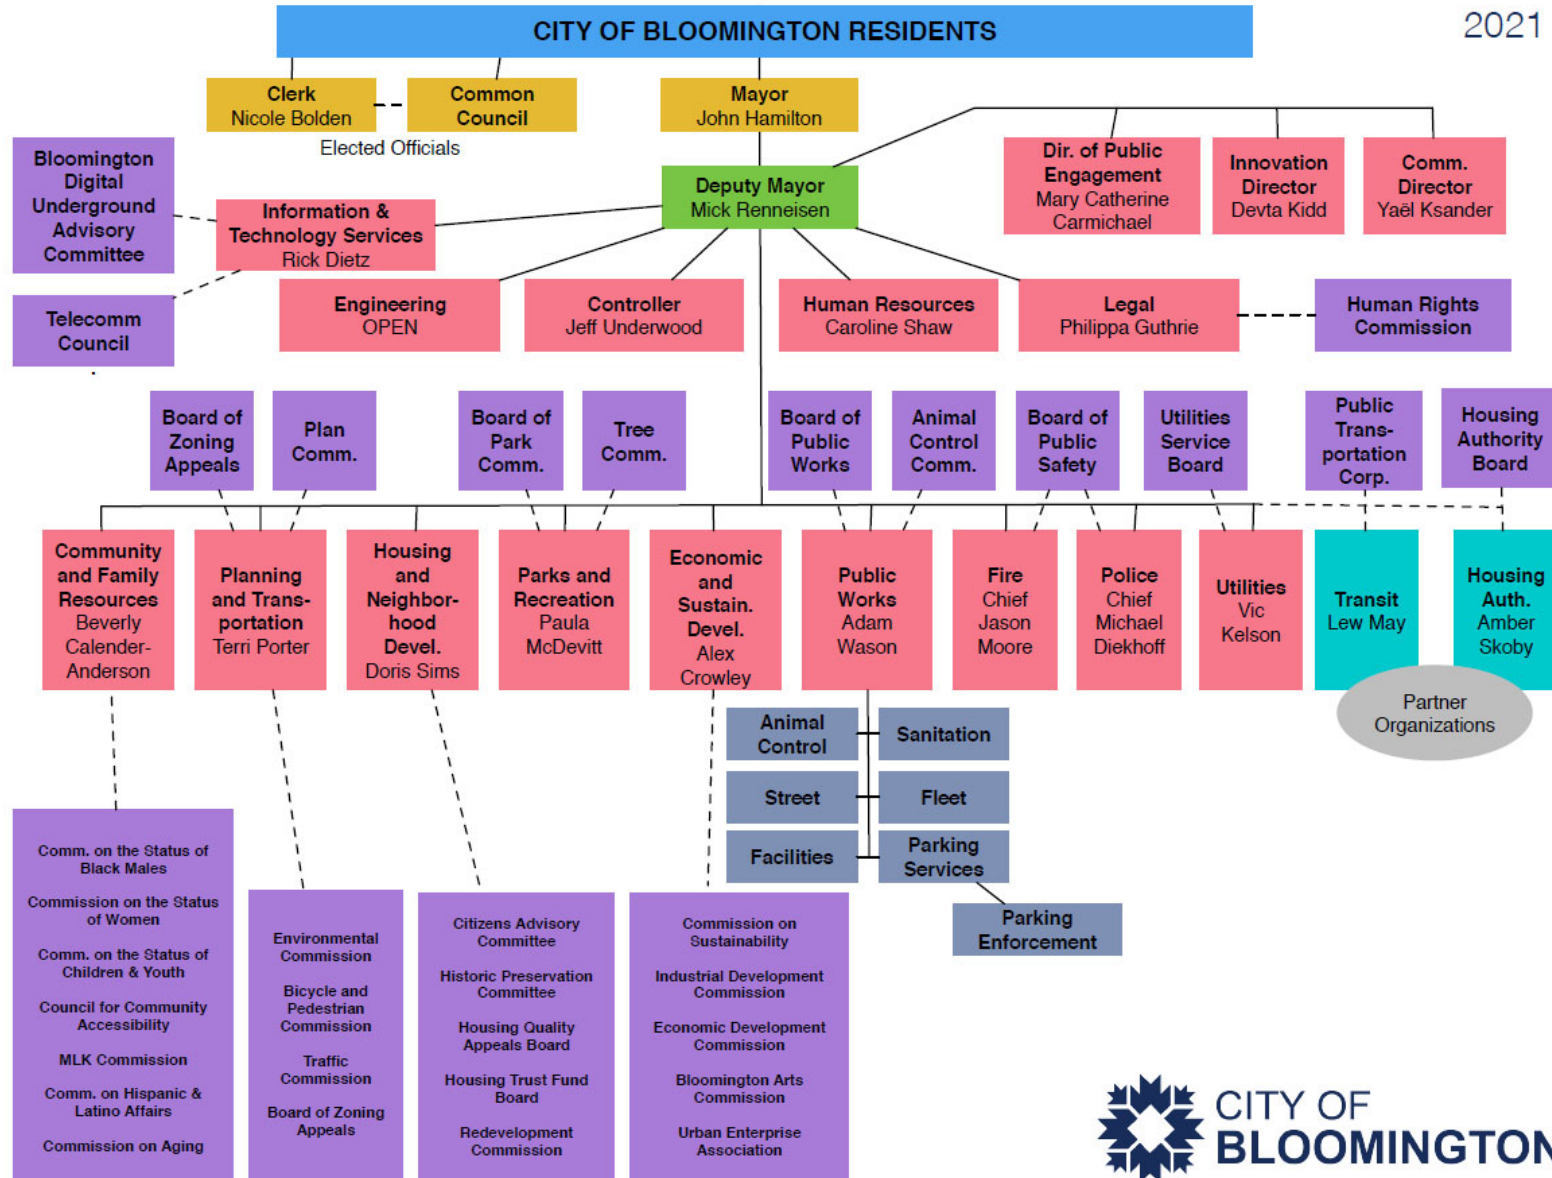 CITY OF BLOOMINGTON RESIDENTS
2021
Clerk
Nicole Bolden
Common
Council
Elected Officials
Mayor
John Hamilton
Deputy Mayor
Mick Renneisen
Dir. of Public
Engagement
Mary Catherine
Carmichael
Innovation
Director
Devta Kidd
Comm.
Director
Yaël Ksander
Bloomington
Digital
Underground
Advisory
Committee
Information &
Technology Services
Rick Dietz
Telecomm
Council
Engineering
OPEN
Controller
Jeff Underwood
Human Resources
Caroline Shaw
Legal
Philippa Guthrie
Human Rights
Commission
Board of
Zoning
Appeals
Plan
Comm.
Board of
Park
Comm.
Tree
Comm.
Board of
Public
Works
Animal
Control
Comm.
Board of
Public
Safety
Utilities
Service
Board
Public
Trans-
portation
Corp.
Housing
Authority
Board
Community
and Family
Resources
Beverly
Calender-
Anderson
Planning
and Trans-
portation
Terri Porter
Housing
and
Neighbor-
hood
Devel.
Doris Sims
Parks and
Recreation
Paula
McDevitt
Economic
and
Sustain.
Devel.
Alex
Crowley
Public
Works
Adam
Wason
Fire
Chief
Jason
Moore
Police
Chief
Michael
Diekhoff
Utilities
Vic
Kelson
Transit
Lew May
Housing
Auth.
Amber
Skoby
Partner
Organizations
Animal
Control
Sanitation
Street
Fleet
Facilities
Parking
Services
Parking
Enforcement
Comm. on the Status of
Black Males
Commission on the Status
of Women
Comm. on the Status of
Children & Youth
Council for Community
Accessibility
MLK Commission
Comm. on Hispanic &
Latino Affairs
Commission on Aging
Environmental
Commission
Bicycle and
Pedestrian
Commission
Traffic
Commission
Board of Zoning
Appeals
Citizens Advisory
Committee
Historic Preservation
Committee
Housing Quality
Appeals Board
Housing Trust Fund
Board
Redevelopment
Commission
Commission on
Sustainability
Industrial Development
Commission
Economic Development
Commission
Bloomington Arts
Commission
Urban Enterprise
Association
CITY OF
BLOOMINGTON